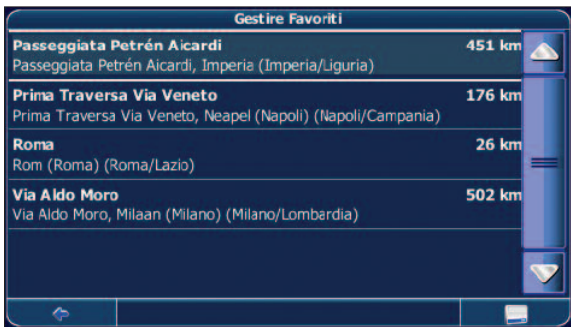 Gestire Favoriti
Passeggiata Petrén Aicardi 451 km
Passeggiata Petrén Aicardi, Imperia (Imperia/Liguria)
Prima Traversa Via Veneto 176 km
Prima Traversa Via Veneto, Neapel (Napoli) (Napoli/Campania)
Roma 26 km
Rom (Roma) (Roma/Lazio)
Via Aldo Moro 502 km
Via Aldo Moro, Milaan (Milano) (Milano/Lombardia)